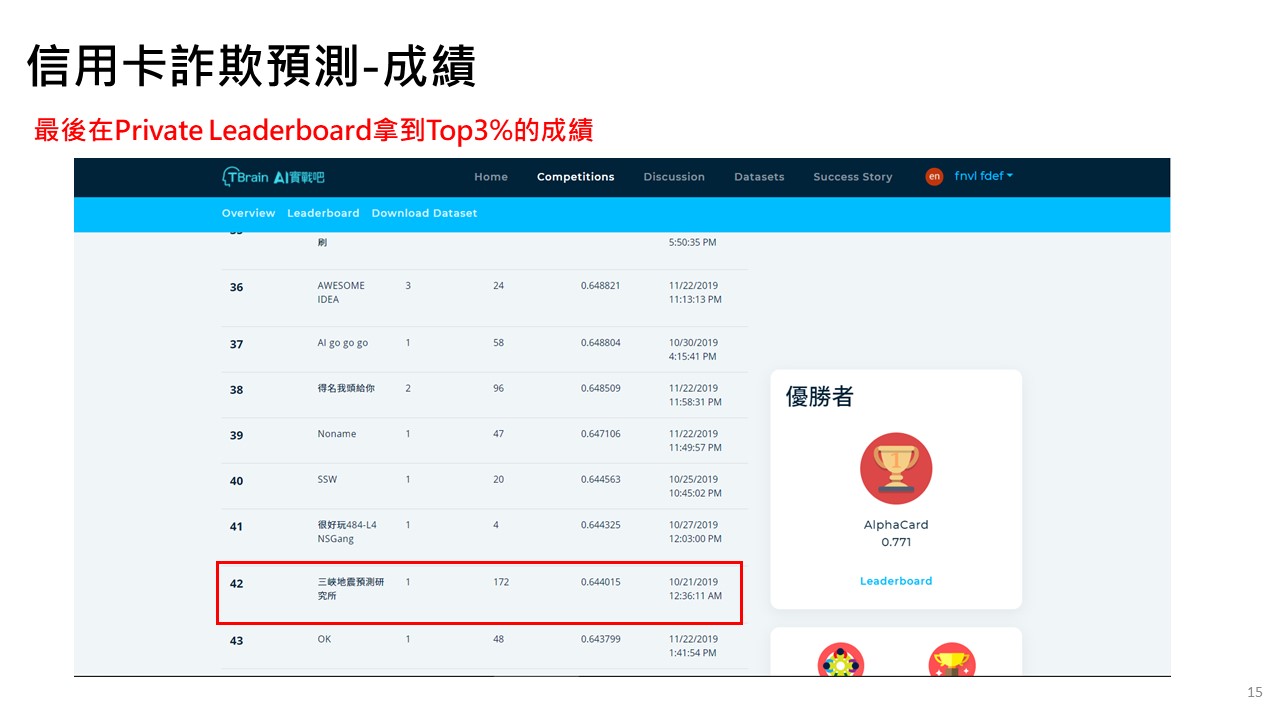 信用卡詐欺預測-成績
最後在Private Leaderboard拿到Top3%的成績
TBrain AI實戰吧
Home Competitions Discussion Datasets Success Story en fnvl fdef
Overview Leaderboard Download Dataset
刷 5:50:35 PM
36 AWESOME IDEA 3 24 0.648821 11/22/2019 11:13:13 PM
37 AI go go go 1 58 0.648804 10/30/2019 4:15:41 PM
38 得名我頭給你 2 96 0.648509 11/22/2019 11:58:31 PM
39 Noname 1 47 0.647106 11/22/2019 11:49:57 PM
40 SSW 1 20 0.644563 10/25/2019 10:45:02 PM
41 很好玩484-L4 NSGang 1 4 0.644325 10/27/2019 12:03:00 PM
42 三峽地震預測研究所 1 172 0.644015 10/21/2019 12:36:11 AM
43 OK 1 48 0.643799 11/22/2019 1:41:54 PM
優勝者
1
AlphaCard
0.771
Leaderboard
15